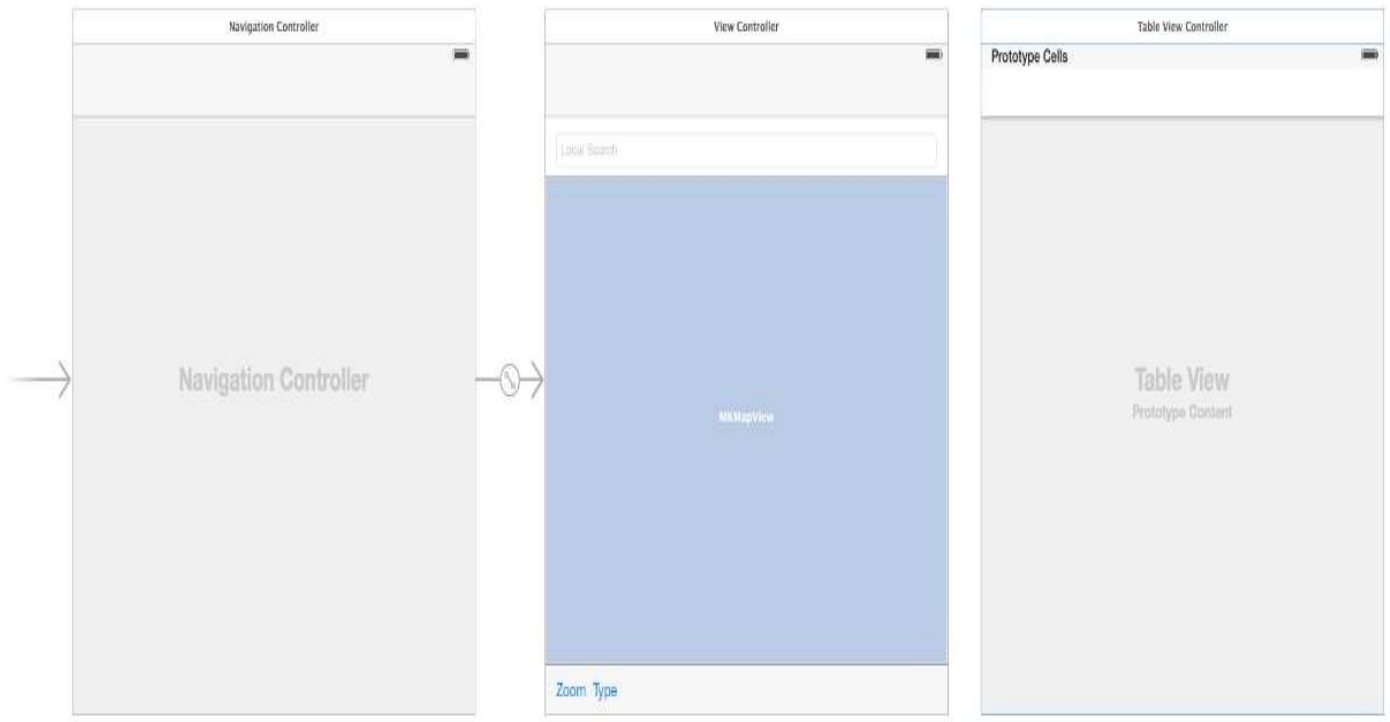 Navigation Controller
Navigation Controller
View Controller
Local Search
MKMapView
Zoom Type
Table View Controller
Prototype Cells
Table View
Prototype Content